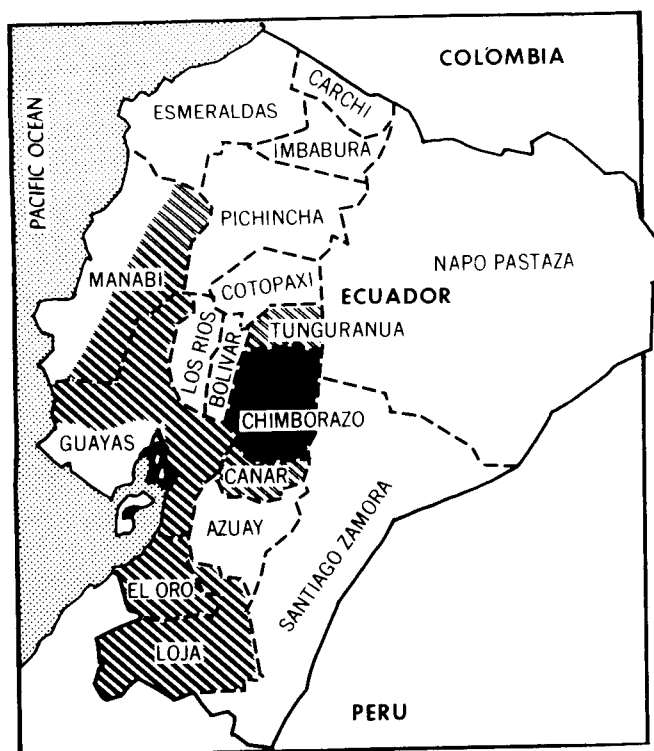 COLOMBIA
CARCHI
ESMERALDAS
IMBABURA
PACIFIC OCEAN
PICHINCHA
NAPO PASTAZA
MANABI
COTOPAXI
ECUADOR
TUNGURANUA
LOS RIOS
BOLIVAR
CHIMBORAZO
GUAYAS
CANAR
AZUAY
SANTIAGO ZAMORA
EL ORO
LOJA
PERU